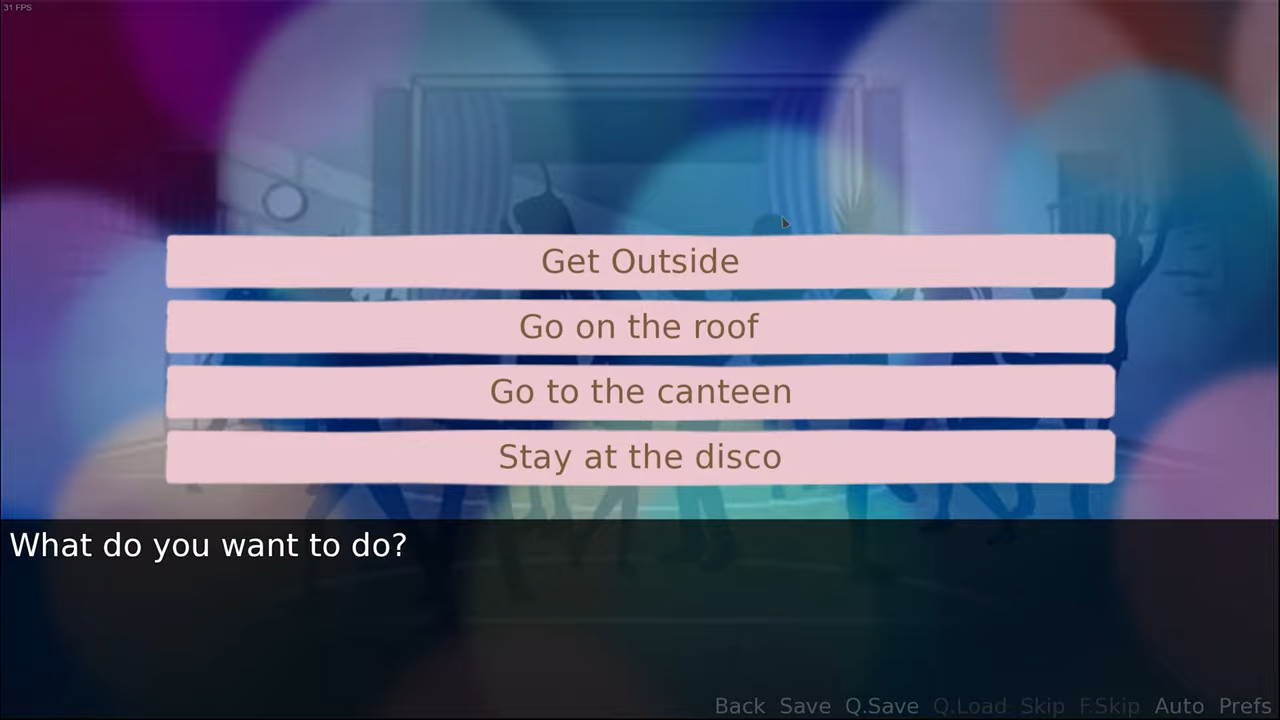 31 FPS
Get Outside
Go on the roof
Go to the canteen
Stay at the disco
What do you want to do?
Back Save Q.Save Q.Load Skip F.Skip Auto Prefs